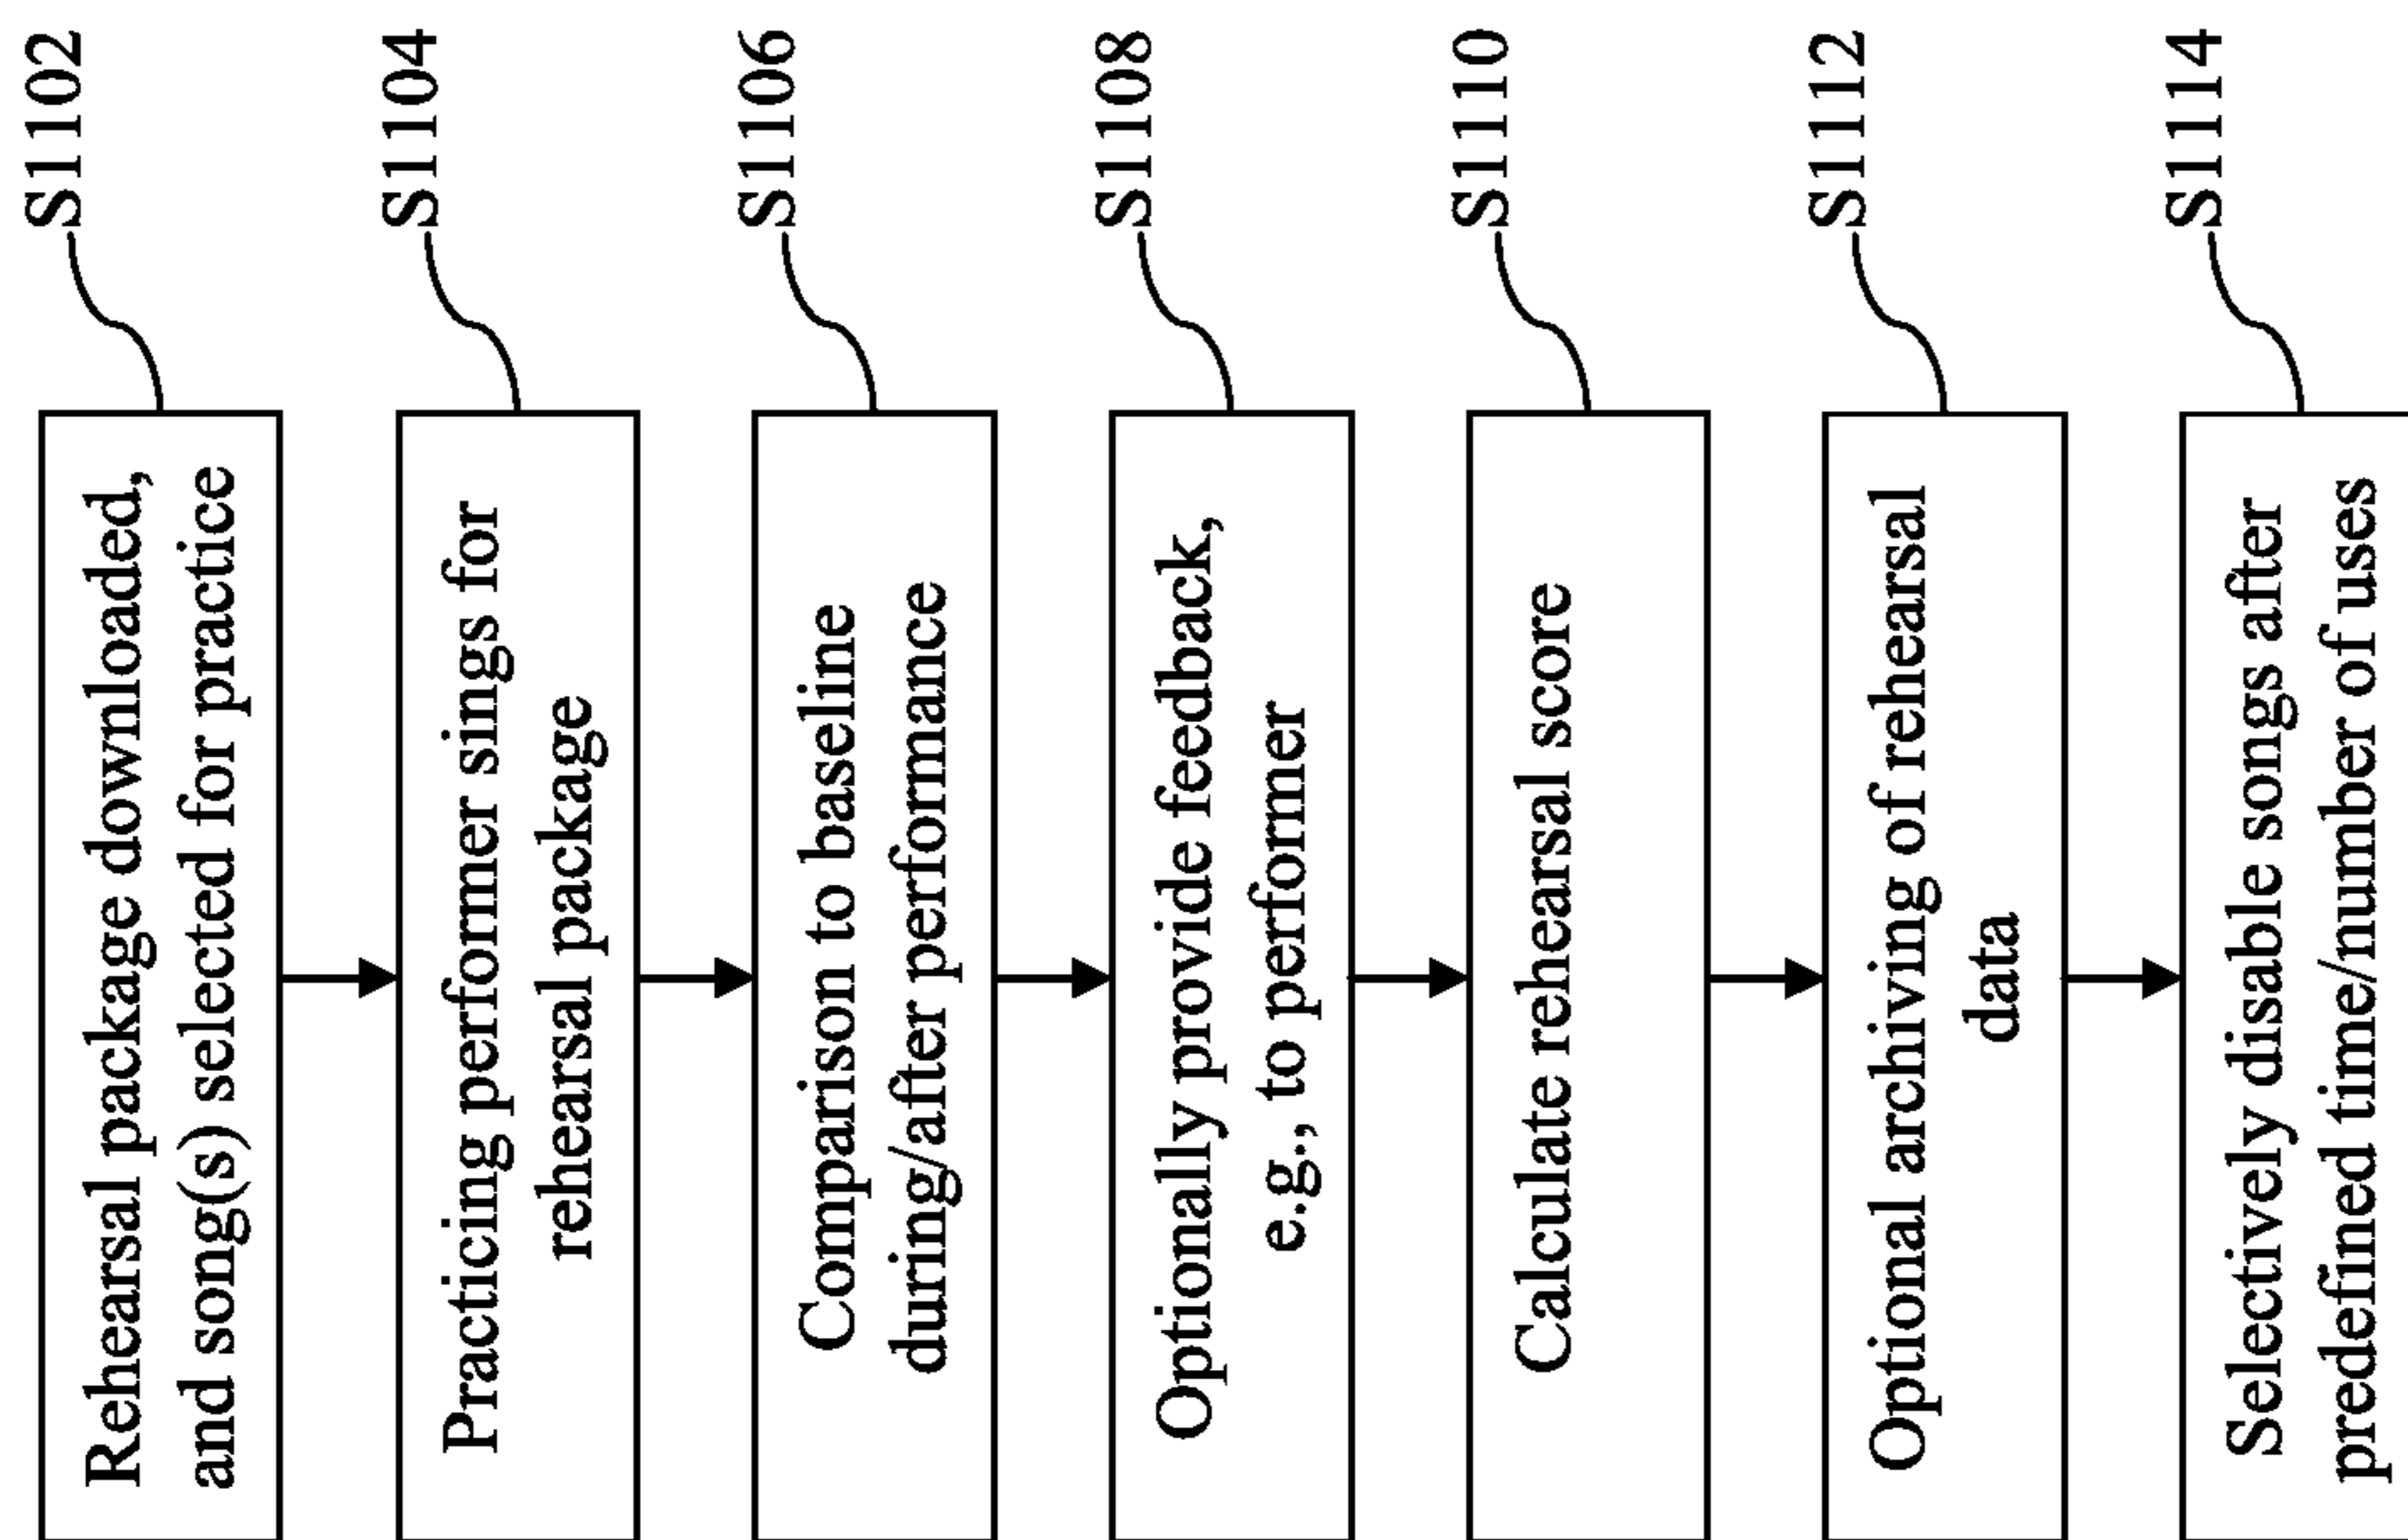 S1102
Rehearsal package downloaded,
and song(s) selected for practice
S1104
Practicing performer sings for
rehearsal package
S1106
Comparison to baseline
during/after performance
S1108
Optionally provide feedback,
e.g., to performer
S1110
Calculate rehearsal score
S1112
Optional archiving of rehearsal
data
S1114
Selectively disable songs after
predefined time/number of uses